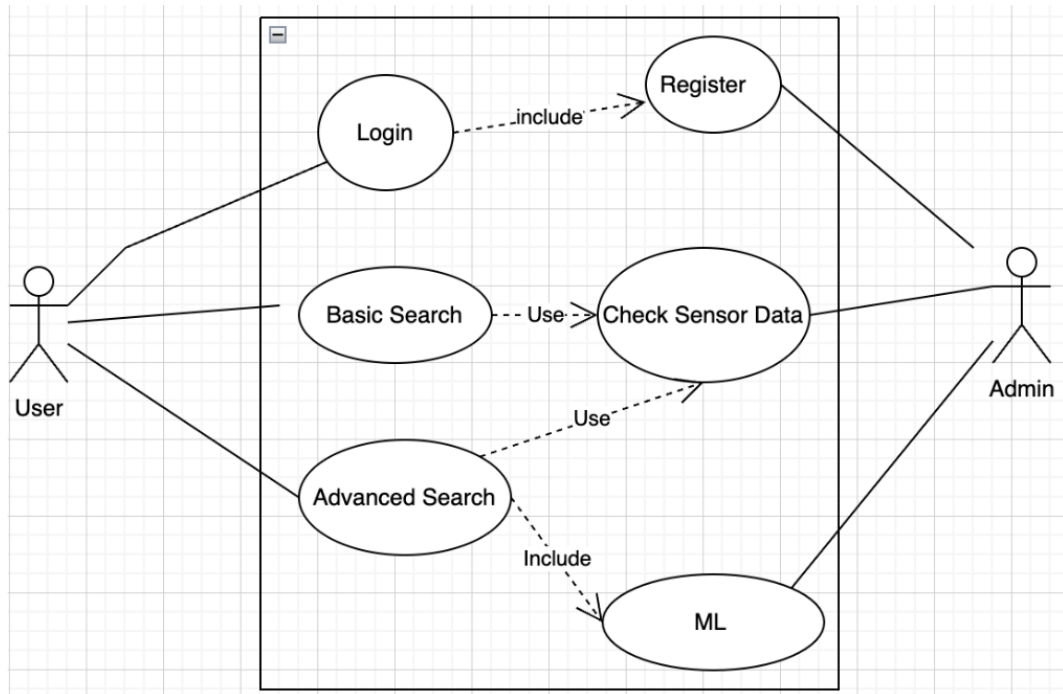 Register
include
Login
Basic Search
Use
Check Sensor Data
User
Admin
Use
Advanced Search
Include
ML